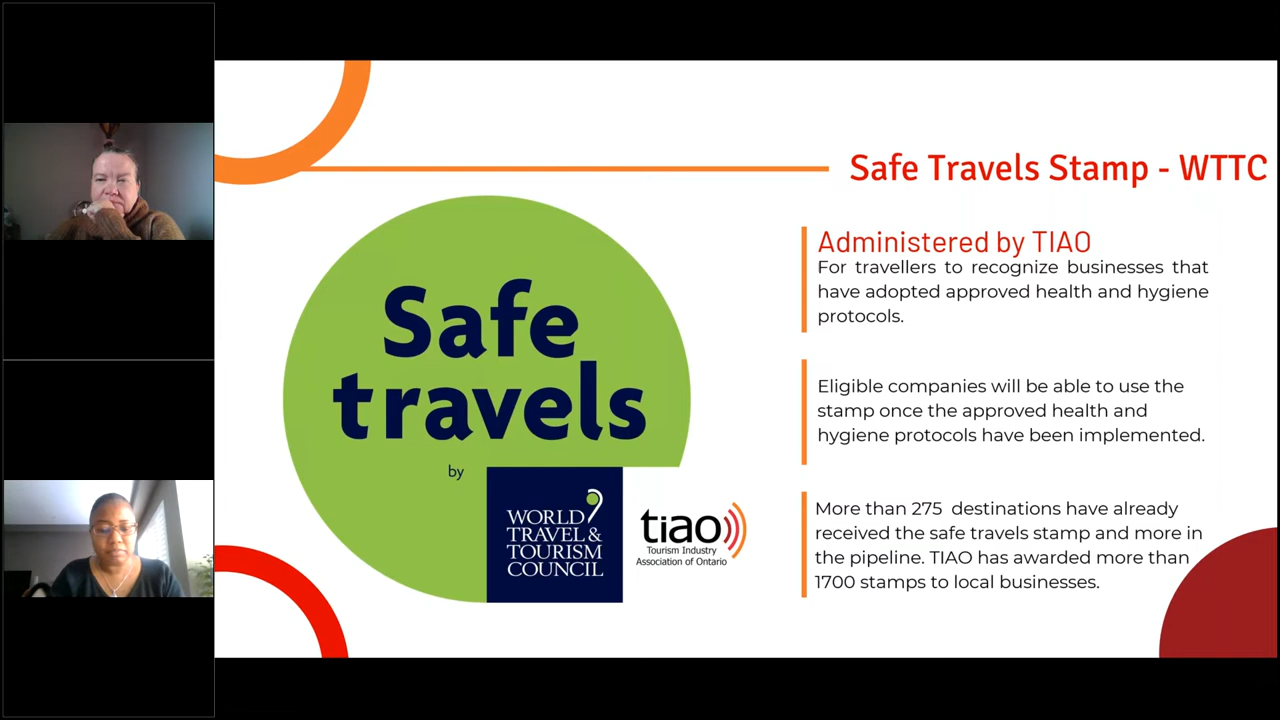 Safe Travels Stamp - WTTC
Safe
travels
by
WORLD
TRAVEL &
TOURISM
COUNCIL
tiao
Tourism Industry
Association of Ontario
Administered by TIAO
For travellers to recognize businesses that
have adopted approved health and hygiene
protocols.
Eligible companies will be able to use the
stamp once the approved health and
hygiene protocols have been implemented.
More than 275 destinations have already
received the safe travels stamp and more in
the pipeline. TIAO has awarded more than
1700 stamps to local businesses.